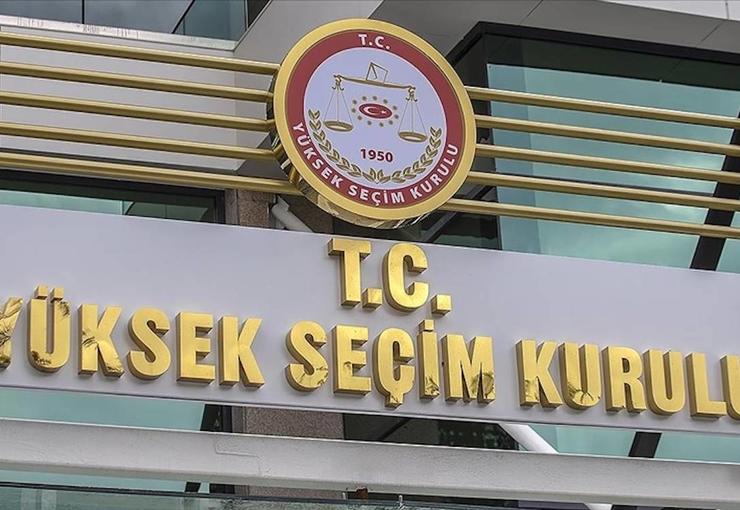 T.C.
1950
YÜKSEK SEÇİM KURULU
T.C.
YÜKSEK SEÇİM KURULU